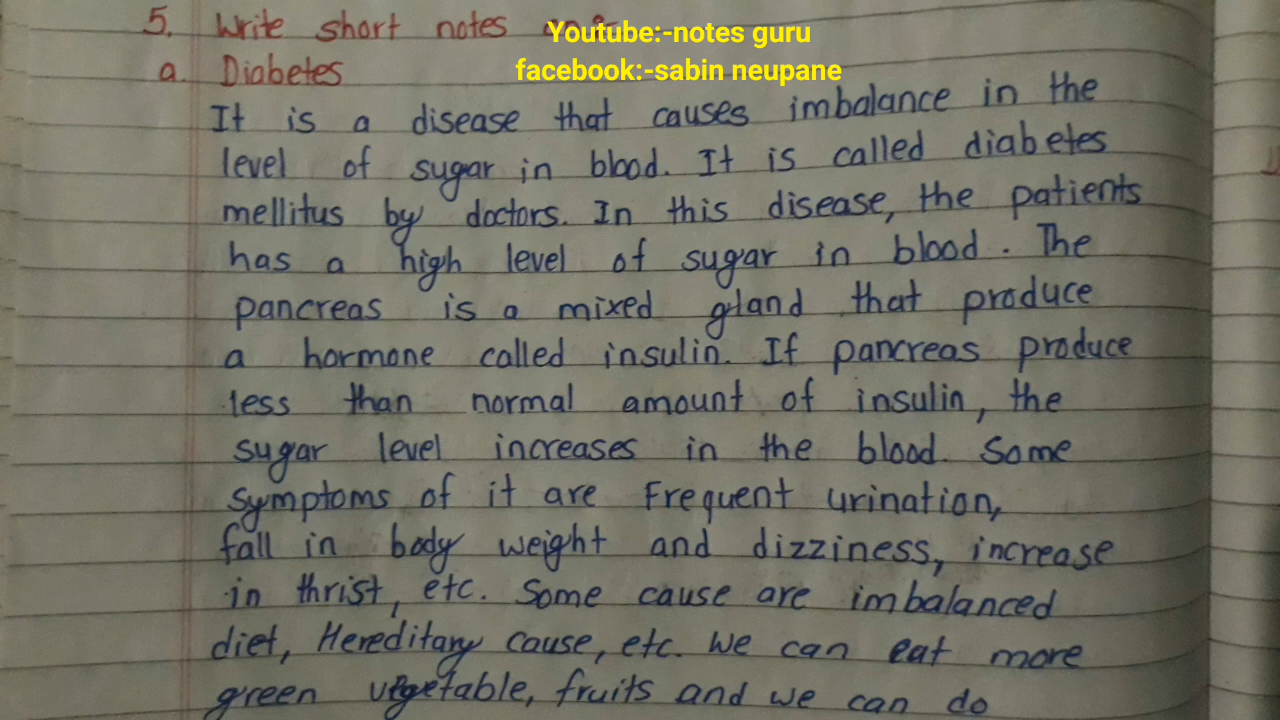 5. Write short notes on:-
Youtube:-notes guru
a. Diabetes
facebook:-sabin neupane
It is a disease that causes imbalance in the
level of sugar in blood. It is called diabetes
mellitus by doctors. In this disease, the patients
has a high level of sugar in blood. The
pancreas is a mixed gland that produce
a hormone called insulin. If pancreas produce
less than normal amount of insulin, the
sugar level increases in the blood. Some
symptoms of it are Frequent urination,
fall in body weight and dizziness, increase
in thrist, etc. Some cause are imbalanced
diet, Hereditary cause, etc. We can eat more
green vegetable, fruits and we can do